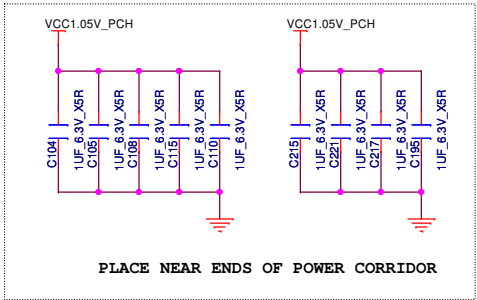 VCC1.05V_PCH
VCC1.05V_PCH
C104
1UF_6.3V_X5R
C105
1UF_6.3V_X5R
C108
1UF_6.3V_X5R
C115
1UF_6.3V_X5R
C110
1UF_6.3V_X5R
C215
1UF_6.3V_X5R
C221
1UF_6.3V_X5R
C217
1UF_6.3V_X5R
C195
1UF_6.3V_X5R
PLACE NEAR ENDS OF POWER CORRIDOR